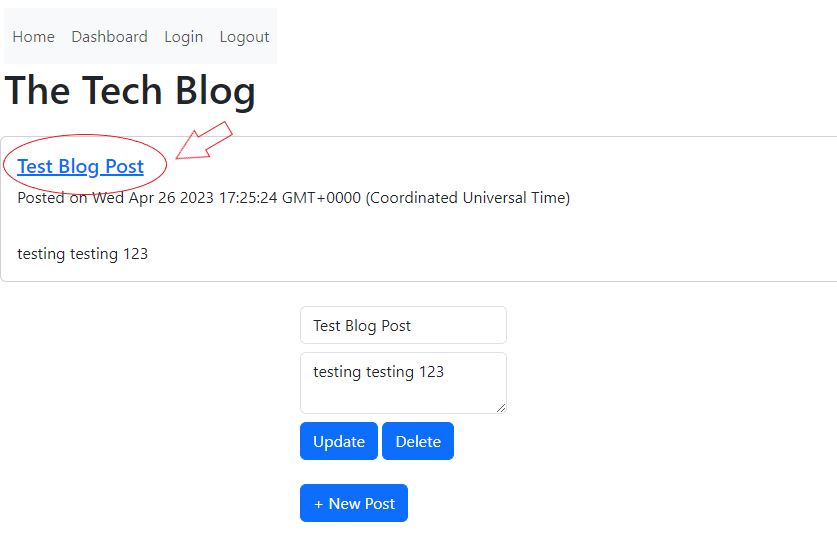 Home Dashboard Login Logout
The Tech Blog
Test Blog Post
Posted on Wed Apr 26 2023 17:25:24 GMT+0000 (Coordinated Universal Time)
testing testing 123
Test Blog Post
testing testing 123
Update Delete
+ New Post